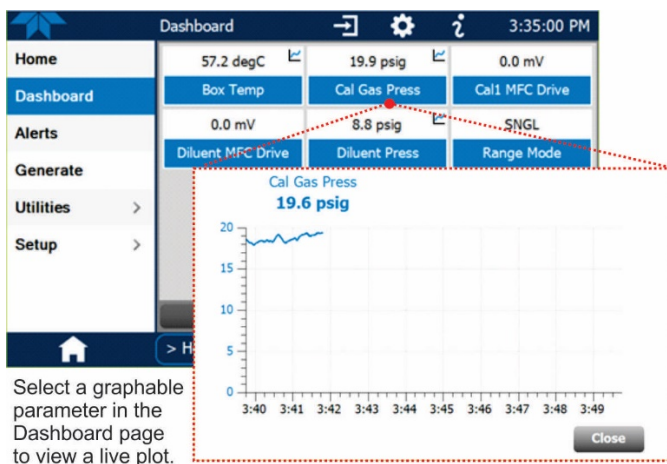 Dashboard
3:35:00 PM
Home
Dashboard
Alerts
Generate
Utilities >
Setup >
57.2 degC
Box Temp
19.9 psig
Cal Gas Press
0.0 mV
Cal1 MFC Drive
0.0 mV
Diluent MFC Drive
8.8 psig
Diluent Press
SNGL
Range Mode
> H
Cal Gas Press
19.6 psig
20
15
10
5
0
3:40 3:41 3:42 3:43 3:44 3:45 3:46 3:47 3:48 3:49
Close
Select a graphable
parameter in the
Dashboard page
to view a live plot.